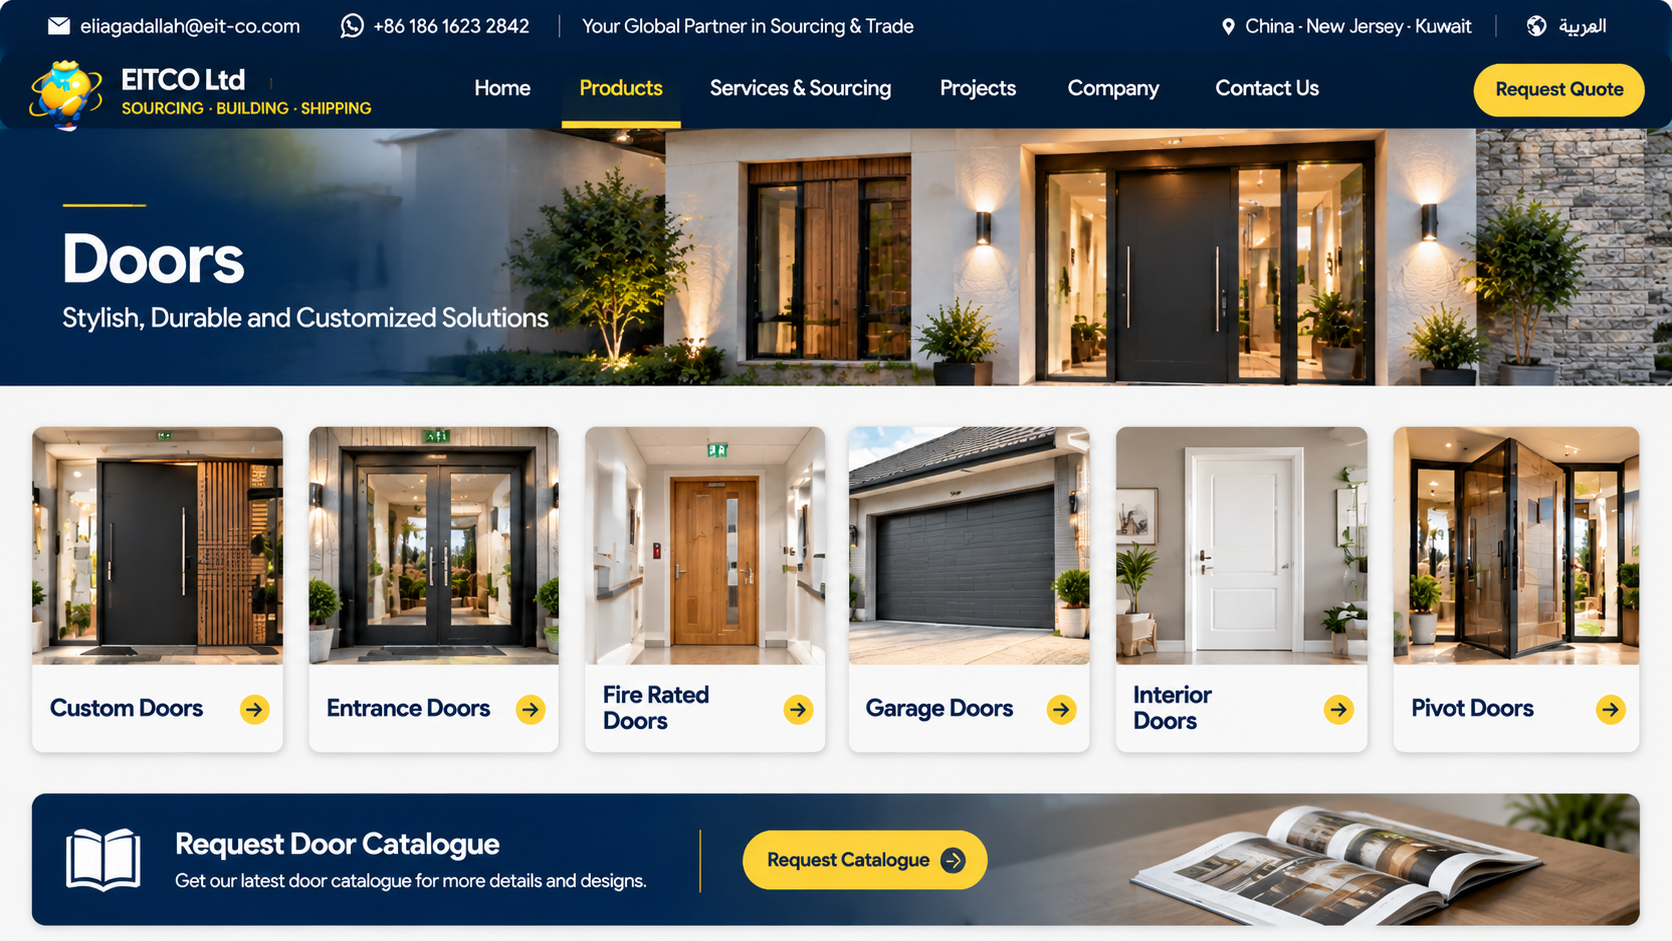 eliagadallah@eit-co.com
+86 186 1623 2842
Your Global Partner in Sourcing & Trade
China · New Jersey · Kuwait
العربية
EITCO Ltd
SOURCING · BUILDING · SHIPPING
Home
Products
Services & Sourcing
Projects
Company
Contact Us
Request Quote
Doors
Stylish, Durable and Customized Solutions
Custom Doors
Entrance Doors
Fire Rated
Doors
Garage Doors
Interior
Doors
Pivot Doors
Request Door Catalogue
Get our latest door catalogue for more details and designs.
Request Catalogue